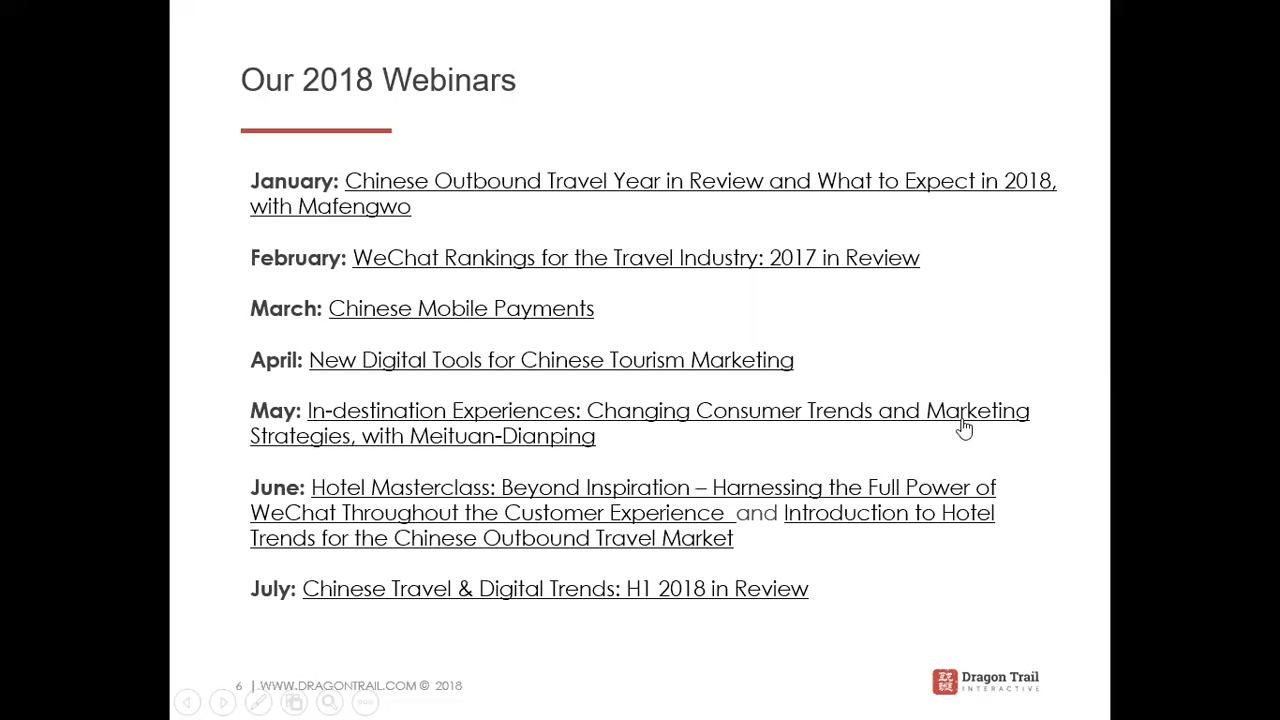 Our 2018 Webinars
January: Chinese Outbound Travel Year in Review and What to Expect in 2018,
with Mafengwo
February: WeChat Rankings for the Travel Industry: 2017 in Review
March: Chinese Mobile Payments
April: New Digital Tools for Chinese Tourism Marketing
May: In-destination Experiences: Changing Consumer Trends and Marketing
Strategies, with Meituan-Dianping
June: Hotel Masterclass: Beyond Inspiration – Harnessing the Full Power of
WeChat Throughout the Customer Experience and Introduction to Hotel
Trends for the Chinese Outbound Travel Market
July: Chinese Travel & Digital Trends: H1 2018 in Review
6 | WWW.DRAGONTRAIL.COM © 2018
Dragon Trail
INTERACTIVE